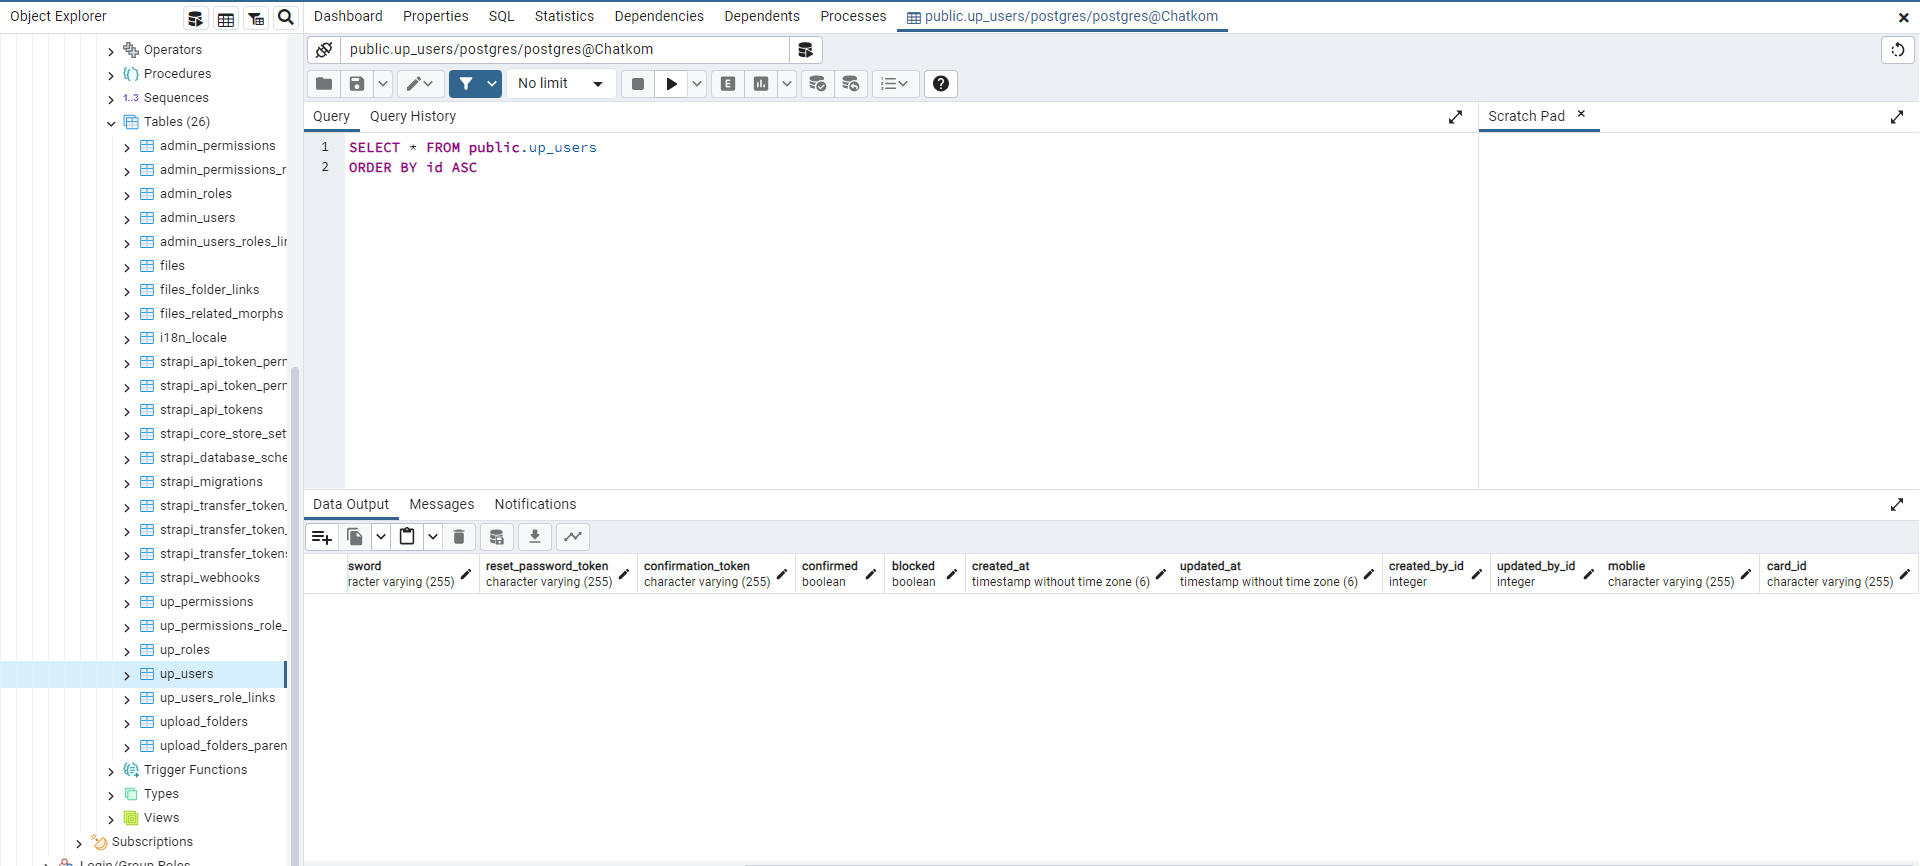 Object Explorer
Dashboard Properties SQL Statistics Dependencies Dependents Processes public.up_users/postgres/postgres@Chatkom
public.up_users/postgres/postgres@Chatkom
No limit
Query Query History
Scratch Pad
1 SELECT * FROM public.up_users
2 ORDER BY id ASC
Operators
Procedures
1..3 Sequences
Tables (26)
admin_permissions
admin_permissions_r
admin_roles
admin_users
admin_users_roles_lir
files
files_folder_links
files_related_morphs
i18n_locale
strapi_api_token_perr
strapi_api_token_perr
strapi_api_tokens
strapi_core_store_set
strapi_database_sche
strapi_migrations
strapi_transfer_token_
strapi_transfer_token_
strapi_transfer_tokens
strapi_webhooks
up_permissions
up_permissions_role_
up_roles
up_users
up_users_role_links
upload_folders
upload_folders_paren
Trigger Functions
Types
Views
Subscriptions
Login/Group Roles
Data Output Messages Notifications
sword reset_password_token confirmation_token confirmed blocked created_at updated_at created_by_id updated_by_id moblie card_id
racter varying (255) character varying (255) character varying (255) boolean boolean timestamp without time zone (6) timestamp without time zone (6) integer integer character varying (255) character varying (255)